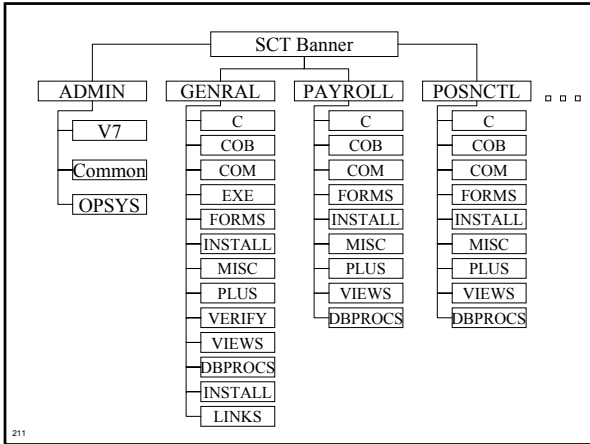 SCT Banner
ADMIN
V7
Common
OPSYS
GENRAL
C
COB
COM
EXE
FORMS
INSTALL
MISC
PLUS
VERIFY
VIEWS
DBPROCS
INSTALL
LINKS
PAYROLL
C
COB
COM
FORMS
INSTALL
MISC
PLUS
VIEWS
DBPROCS
POSNCTL
C
COB
COM
FORMS
INSTALL
MISC
PLUS
VIEWS
DBPROCS
211